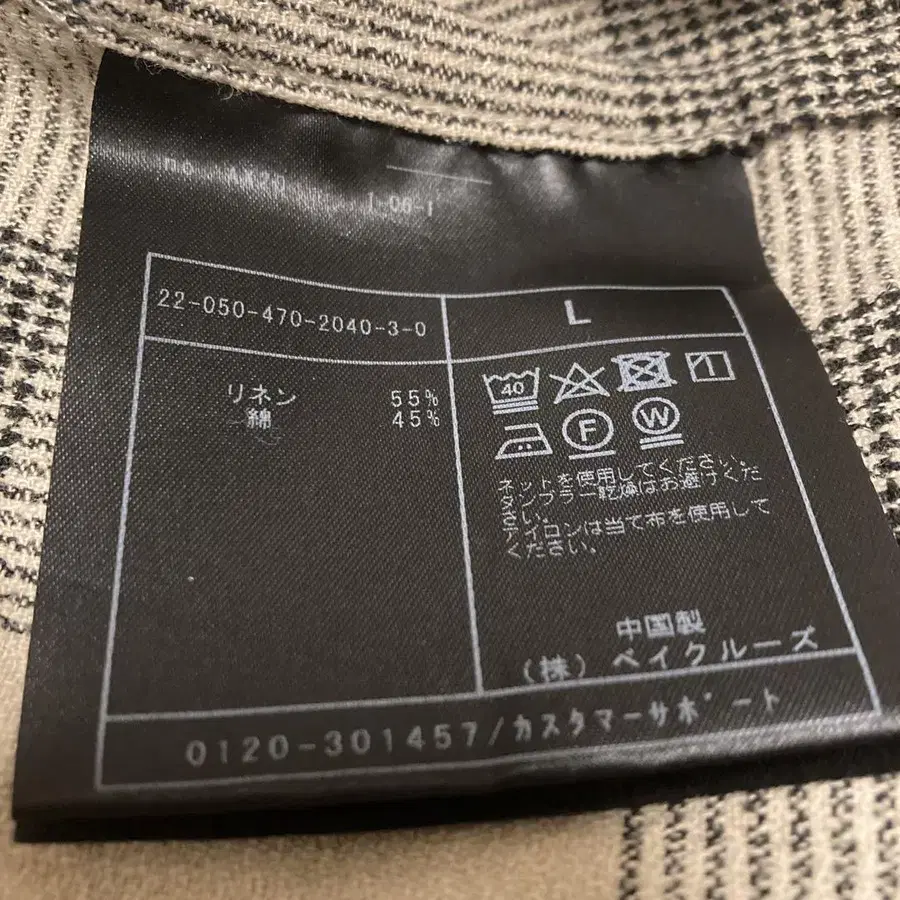 22-050-470-2040-3-0
L
リネン 55%
綿 45%
40
F
W
ネットを使用してください。
タンブラー乾燥はお避けくだ
さい。
アイロンは当て布を使用して
ください。
中国製
(株) ベイクルーズ
0120-301457/カスタマーサポート